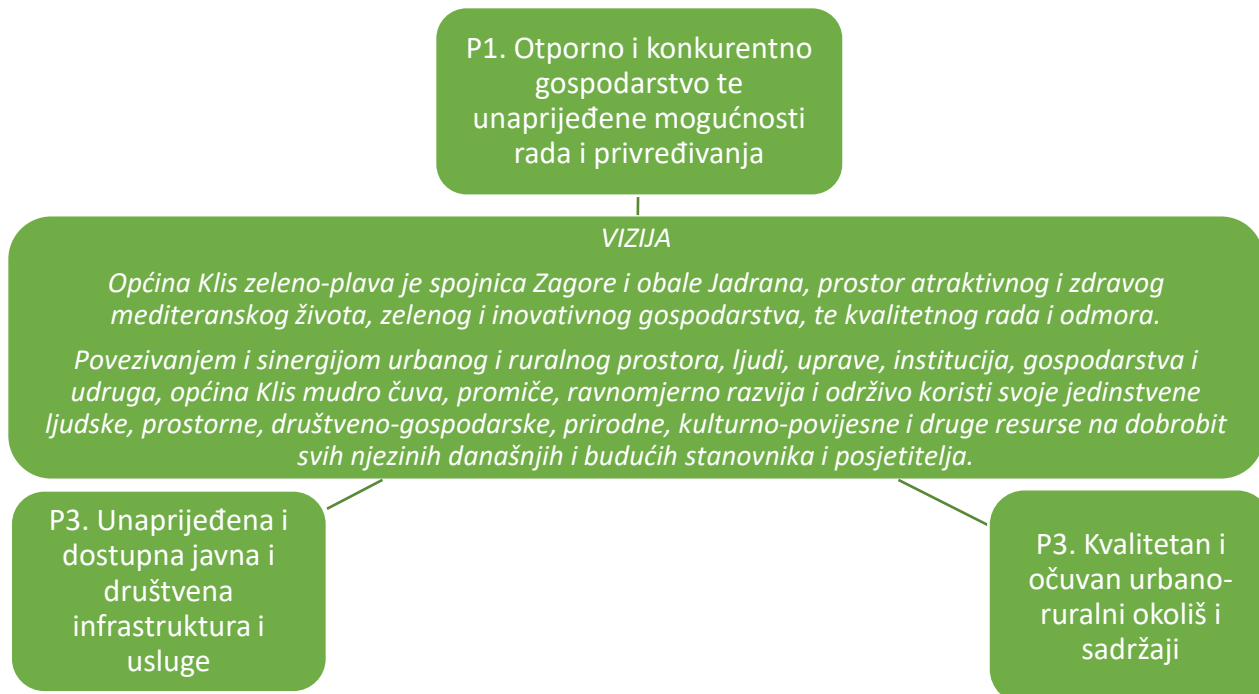 P1. Otporno i konkurentno
gospodarstvo te
unaprijeđene mogućnosti
rada i privređivanja
VIZIJA
Općina Klis zeleno-plava je spojnica Zagore i obale Jadrana, prostor atraktivnog i zdravog
mediteranskog života, zelenog i inovativnog gospodarstva, te kvalitetnog rada i odmora.
Povezivanjem i sinergijom urbanog i ruralnog prostora, ljudi, uprave, institucija, gospodarstva i
udruga, općina Klis mudro čuva, promiče, ravnomjerno razvija i održivo koristi svoje jedinstvene
ljudske, prostorne, društveno-gospodarske, prirodne, kulturno-povijesne i druge resurse na dobrobit
svih njezinih današnjih i budućih stanovnika i posjetitelja.
P3. Unaprijeđena i
dostupna javna i
društvena
infrastruktura i
usluge
P3. Kvalitetan i
očuvan urbano-
ruralni okoliš i
sadržaji